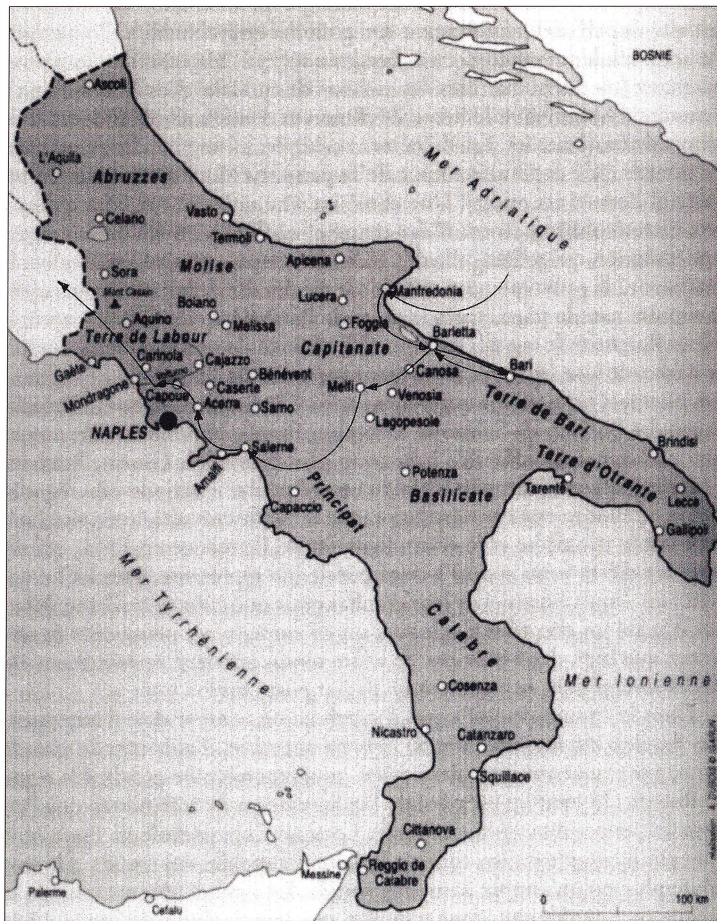 BOSNIE
Ascoli
Mer Adriatique
L'Aquila
Abruzzes
Celano
Vasto
Termoli
Molise
Apicena
Sora
Mont Cassin
Manfredonia
Lucera
Boiano
Foggia
Aquino
Melissa
Barletta
Terre de Labour
Capitanate
Carinola
Cajazzo
Canosa
Bari
Gaète
Bénévent
Melfi
Mondragone
Caserte
Venosia
Capoue
Terre de Bari
Acerra
Sarno
Lagopesole
NAPLES
Brindisi
Salerne
Terre d'Otrante
Amalfi
Potenza
Tarente
Lecce
Capaccio
Principat
Basilicate
Gallipoli
Mer Tirrhénienne
Calabre
Cosenza
Mer Ionienne
Nicastro
Catanzaro
Squillace
Cittanova
Messine
Reggio de
Calabre
Palerme
Cefalu
0 100 km